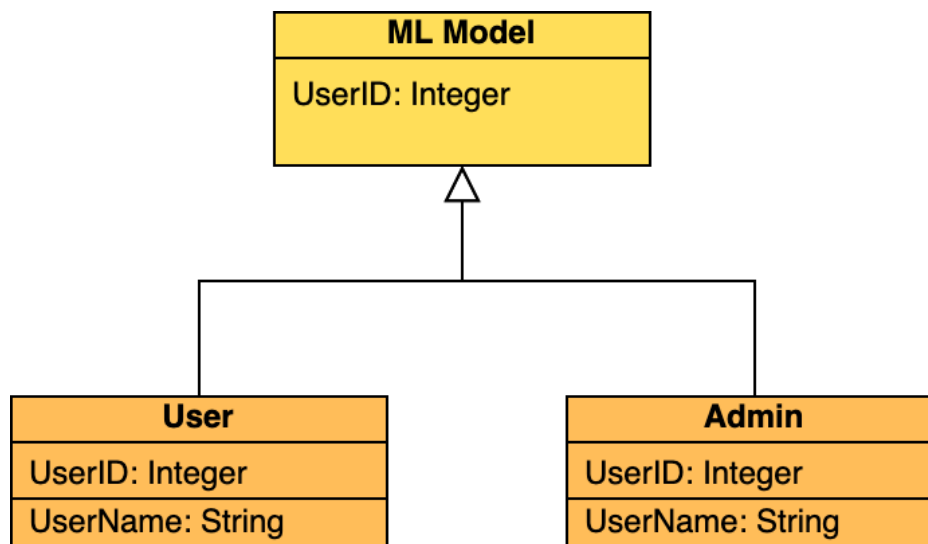 ML Model
UserID: Integer
User
UserID: Integer
UserName: String
Admin
UserID: Integer
UserName: String